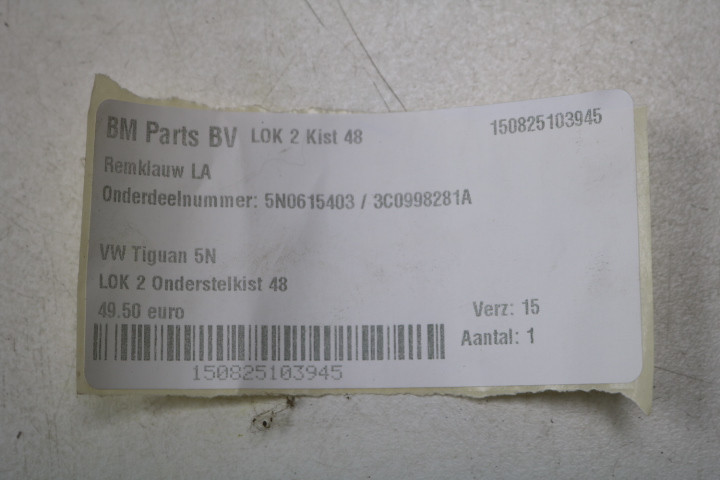 BM Parts BV LOK 2 Kist 48 150825103945
Remklauw LA
Onderdeelnummer: 5N0615403 / 3C0998281A
VW Tiguan 5N
LOK 2 Onderstelkist 48
49.50 euro Verz: 15
Aantal: 1
150825103945